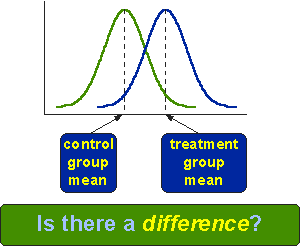 control treatment
group group
mean mean
Is there a difference?